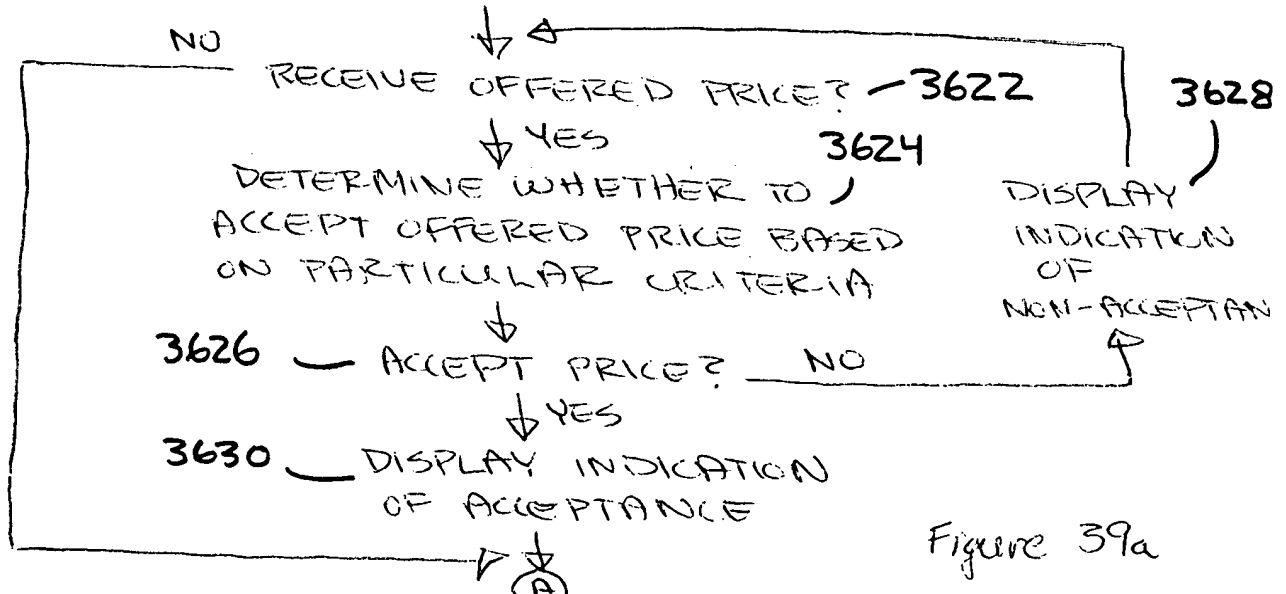 NO
RECEIVE OFFERED PRICE? 3622
3628
YES
3624
DETERMINE WHETHER TO
ACCEPT OFFERED PRICE BASED
ON PARTICULAR CRITERIA
DISPLAY
INDICATION
OF
NON-ACCEPTAN
3626 ACCEPT PRICE? NO
YES
3630 DISPLAY INDICATION
OF ACCEPTANCE
Figure 39a
A